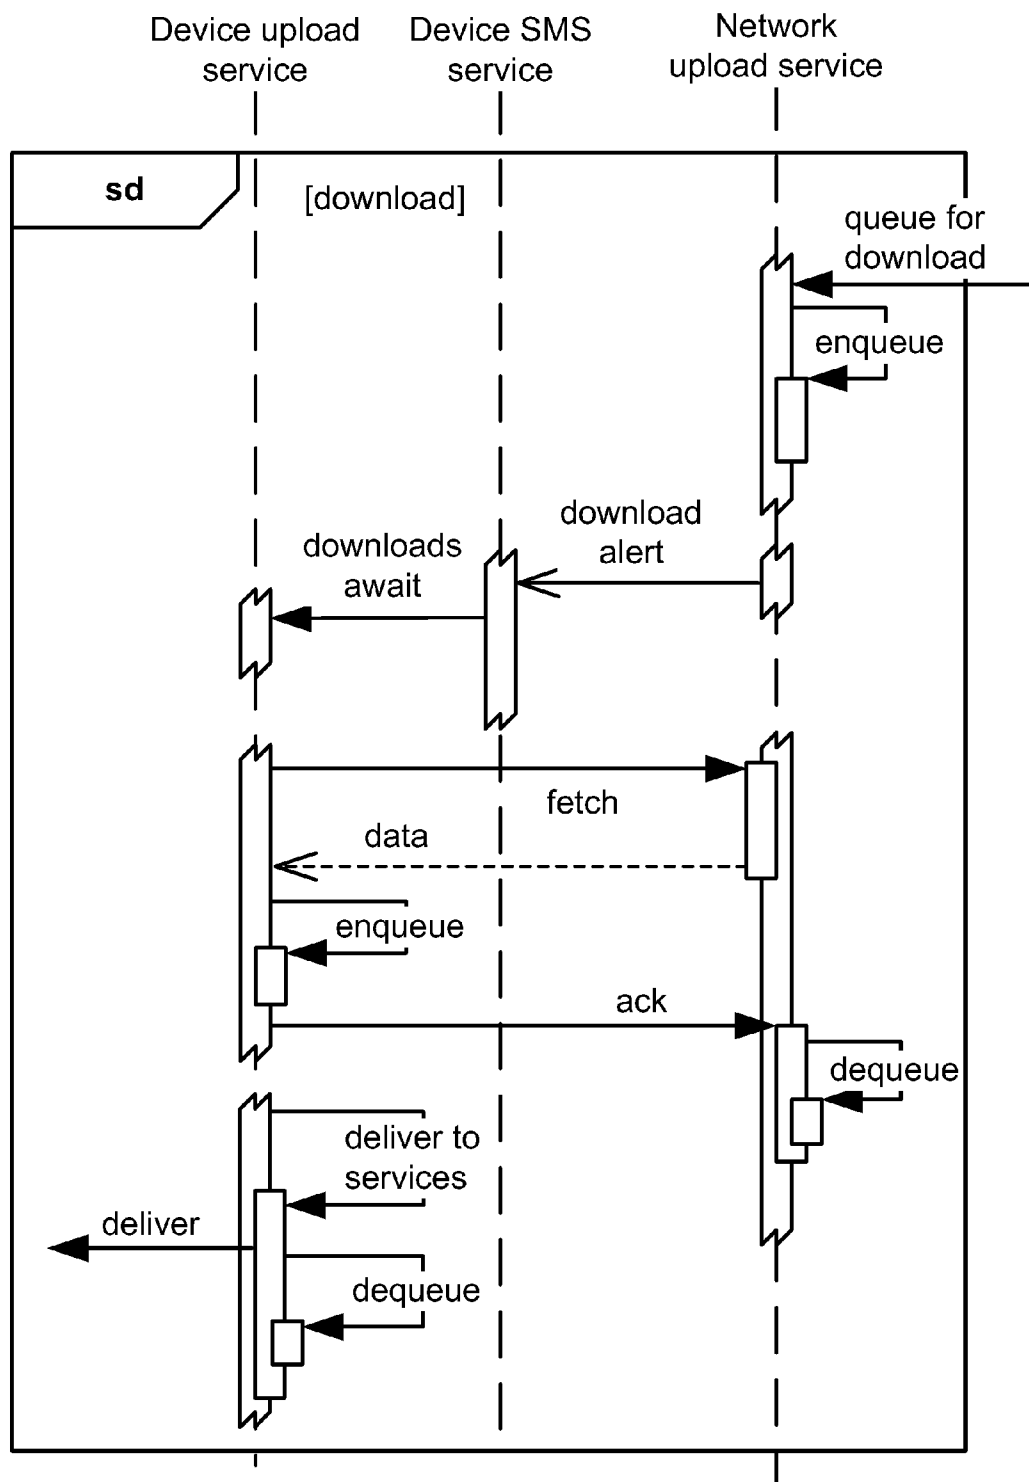 Device upload
service
Device SMS
service
Network
upload service
sd
[download]
queue for
download
enqueue
download
alert
downloads
await
fetch
data
enqueue
ack
dequeue
deliver to
services
deliver
dequeue